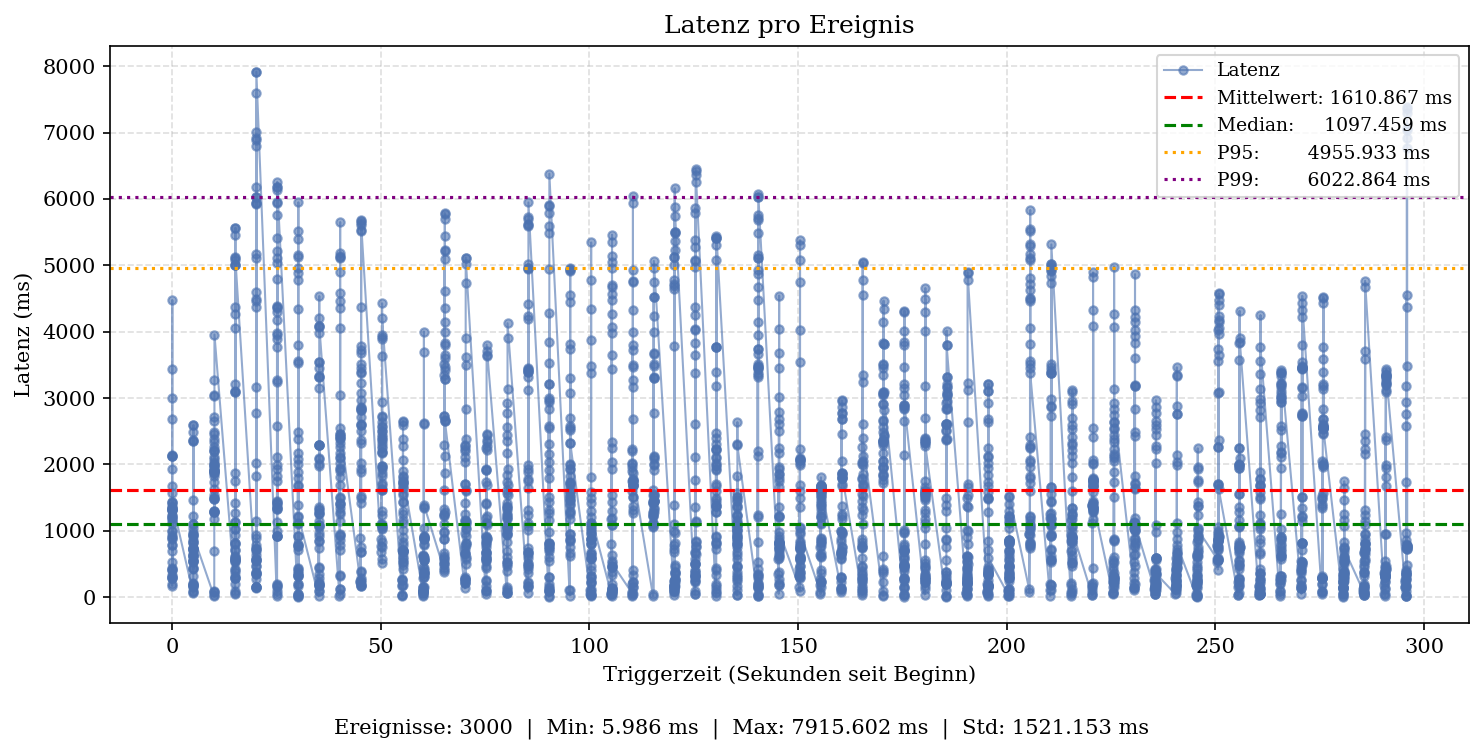 Latenz pro Ereignis
Latenz (ms)
8000
7000
6000
5000
4000
3000
2000
1000
0
Latenz
Mittelwert: 1610.867 ms
Median: 1097.459 ms
P95: 4955.933 ms
P99: 6022.864 ms
0 50 100 150 200 250 300
Triggerzeit (Sekunden seit Beginn)
Ereignisse: 3000 | Min: 5.986 ms | Max: 7915.602 ms | Std: 1521.153 ms